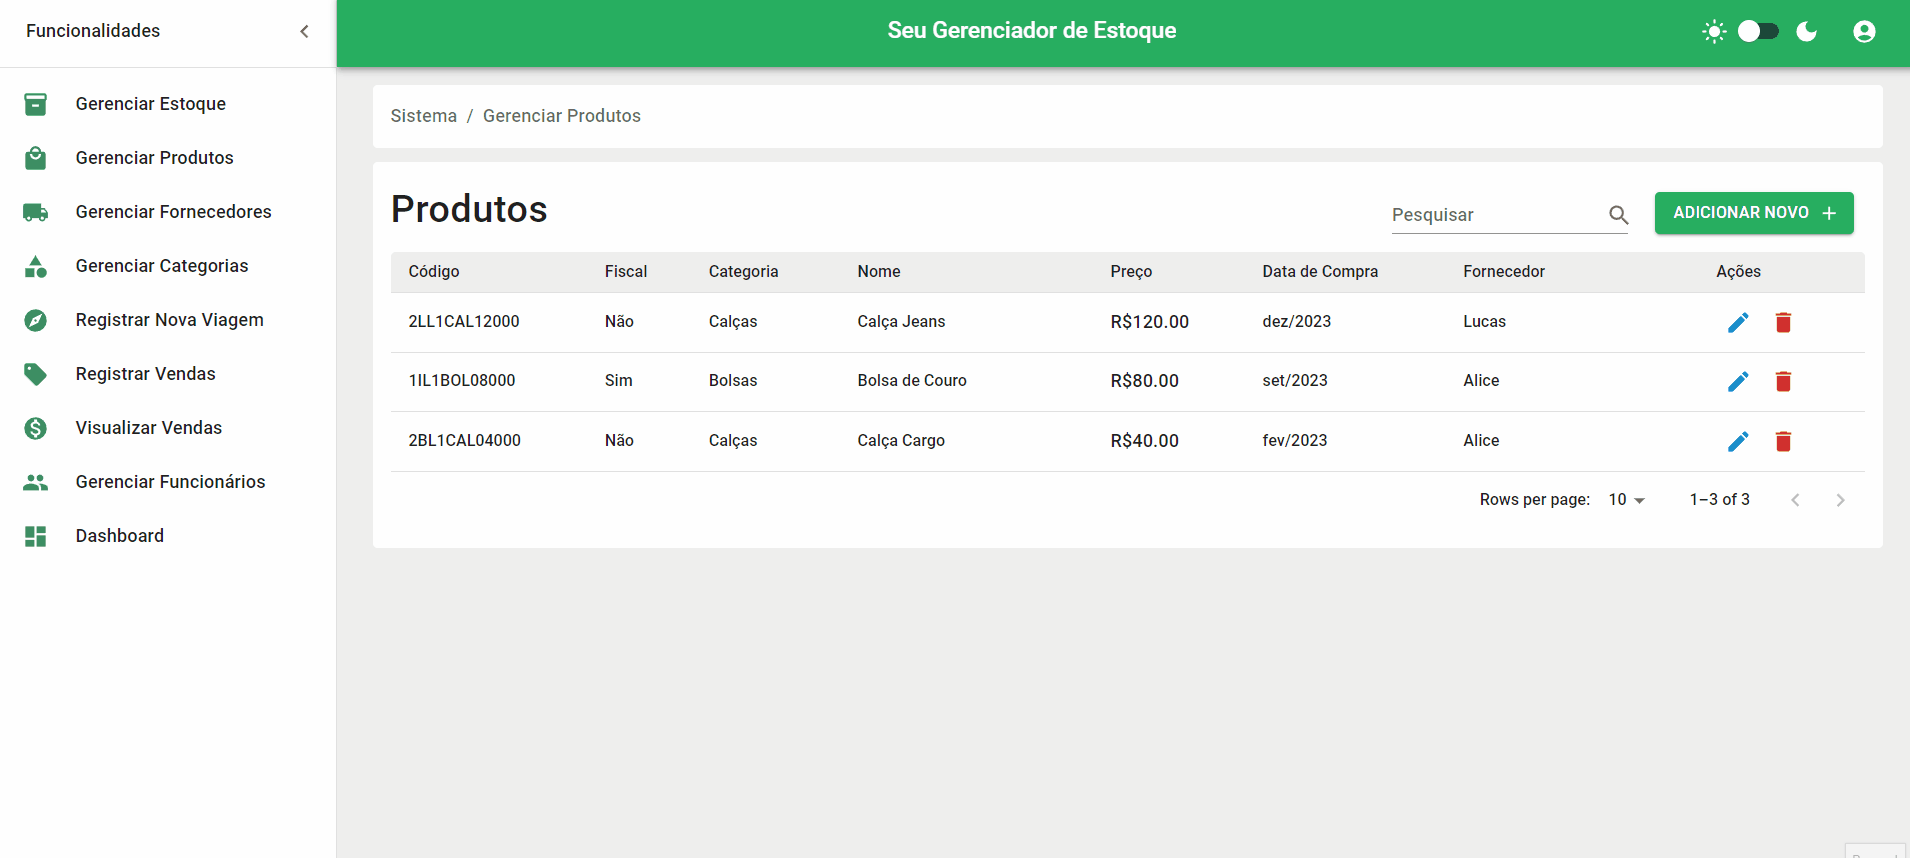 Funcionalidades
Seu Gerenciador de Estoque
Gerenciar Estoque
Gerenciar Produtos
Gerenciar Fornecedores
Gerenciar Categorias
Registrar Nova Viagem
Registrar Vendas
Visualizar Vendas
Gerenciar Funcionários
Dashboard
Sistema / Gerenciar Produtos
Produtos
Pesquisar
ADICIONAR NOVO +
Código Fiscal Categoria Nome Preço Data de Compra Fornecedor Ações
2LL1CAL12000 Não Calças Calça Jeans R$120.00 dez/2023 Lucas
1IL1BOL08000 Sim Bolsas Bolsa de Couro R$80.00 set/2023 Alice
2BL1CAL04000 Não Calças Calça Cargo R$40.00 fev/2023 Alice
Rows per page: 10 1–3 of 3